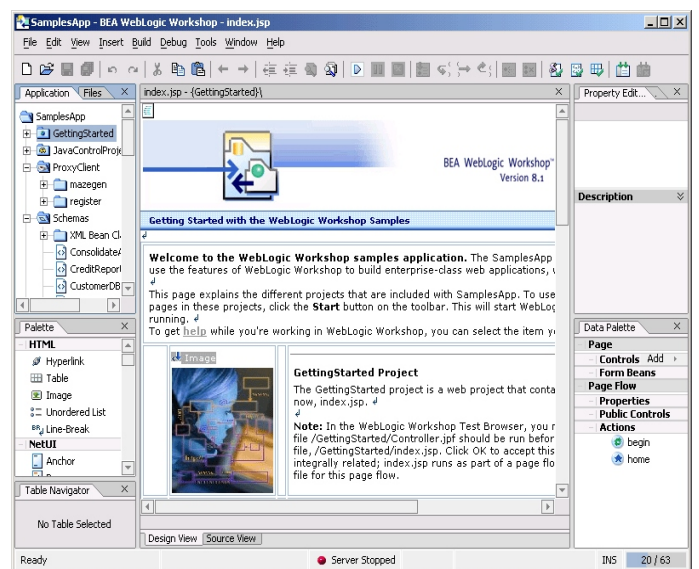 SamplesApp - BEA WebLogic Workshop - index.jsp
File Edit View Insert Build Debug Tools Window Help
Application Files X
SamplesApp
GettingStarted
JavaControlProje
ProxyClient
mazegen
register
Schemas
XML Bean Cl
ConsolidateA
CreditReport
CustomerDB
Palette X
HTML
Hyperlink
Table
Image
Unordered List
BR Line-Break
NetUI
Anchor
Table Navigator X
No Table Selected
index.jsp - {GettingStarted}\ X
BEA WebLogic Workshop™
Version 8.1
Getting Started with the WebLogic Workshop Samples
Welcome to the WebLogic Workshop samples application. The SamplesApp
use the features of WebLogic Workshop to build enterprise-class web applications,
This page explains the different projects that are included with SamplesApp. To use
pages in these projects, click the Start button on the toolbar. This will start WebLog
running.
To get help while you're working in WebLogic Workshop, you can select the item y
Image
GettingStarted Project
The GettingStarted project is a web project that conta
now, index.jsp.
Note: In the WebLogic Workshop Test Browser, you r
file /GettingStarted/Controller.jpf should be run befor
file, /GettingStarted/index.jsp. Click OK to accept this
integrally related; index.jsp runs as part of a page flo
file for this page flow.
Design View Source View
Property Edit... X
Description
Data Palette X
Page
Controls Add
Form Beans
Page Flow
Properties
Public Controls
Actions
begin
home
Ready
Server Stopped
INS 20 / 63